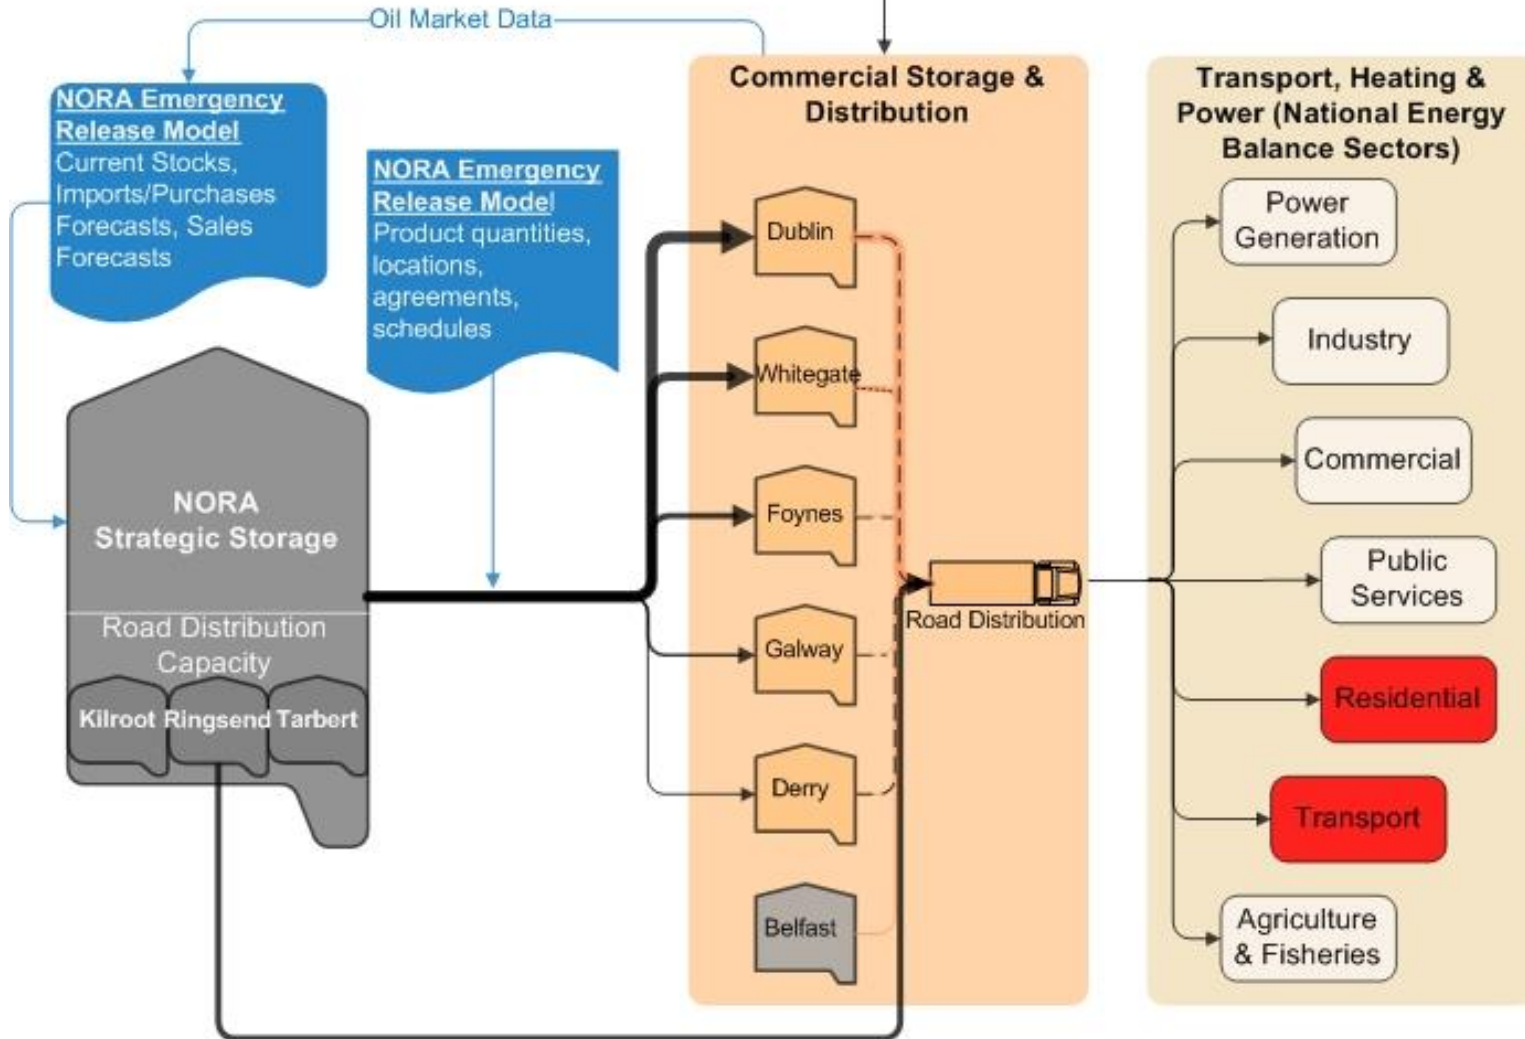 Oil Market Data
NORA Emergency
Release Model
Current Stocks,
Imports/Purchases
Forecasts, Sales
Forecasts
NORA Emergency
Release Model
Product quantities,
locations,
agreements,
schedules
NORA
Strategic Storage
Road Distribution
Capacity
Kilroot
Ringsend
Tarbert
Commercial Storage &
Distribution
Dublin
Whitegate
Foynes
Galway
Derry
Belfast
Road Distribution
Transport, Heating &
Power (National Energy
Balance Sectors)
Power
Generation
Industry
Commercial
Public
Services
Residential
Transport
Agriculture
& Fisheries